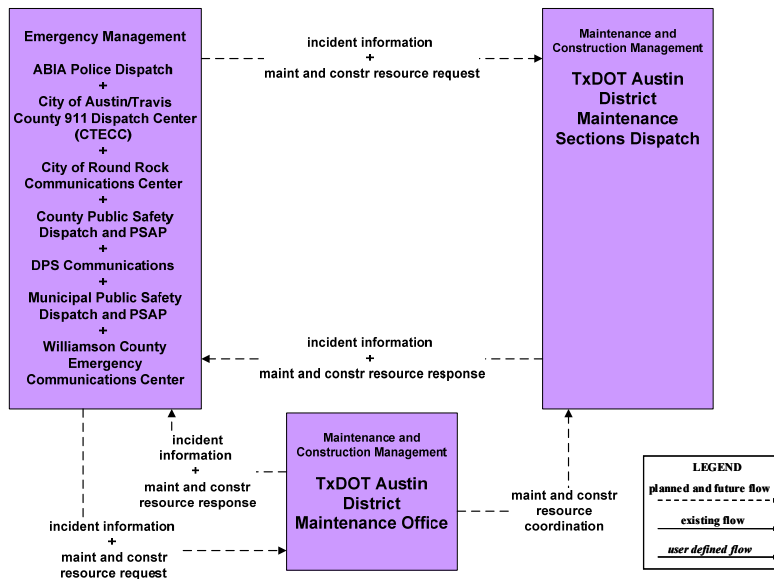 Emergency Management
ABIA Police Dispatch
+
City of Austin/Travis
County 911 Dispatch Center
(CTECC)
+
City of Round Rock
Communications Center
+
County Public Safety
Dispatch and PSAP
+
DPS Communications
+
Municipal Public Safety
Dispatch and PSAP
+
Williamson County
Emergency
Communications Center
incident information
+
maint and constr resource request
Maintenance and
Construction Management
TxDOT Austin
District
Maintenance
Sections Dispatch
incident information
+
maint and constr resource response
incident
information
+
maint and constr
resource response
Maintenance and
Construction Management
TxDOT Austin
District
Maintenance Office
maint and constr
resource
coordination
incident information
+
maint and constr
resource request
LEGEND
planned and future flow
existing flow
user defined flow